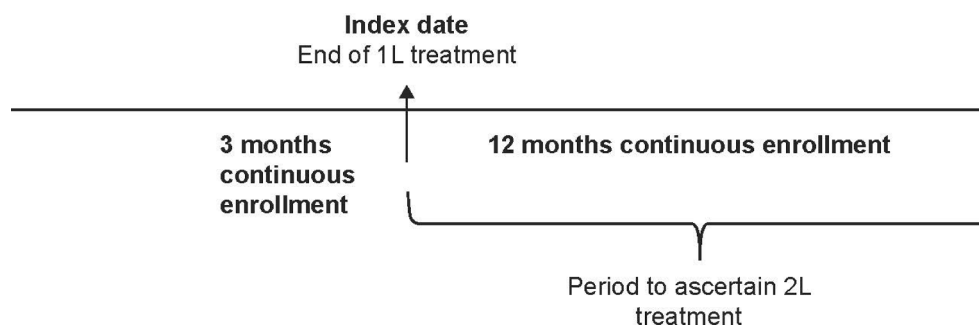 Index date
End of 1L treatment
3 months
continuous
enrollment
12 months continuous enrollment
Period to ascertain 2L
treatment